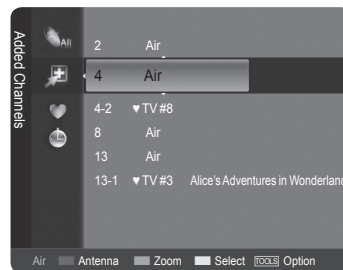 Added Channels
All
2 Air
4 Air
4-2 ♥ TV #8
8 Air
13 Air
13-1 ♥ TV #3 Alice's Adventures in Wonderland
Air Antenna Zoom Select TOOLS Option